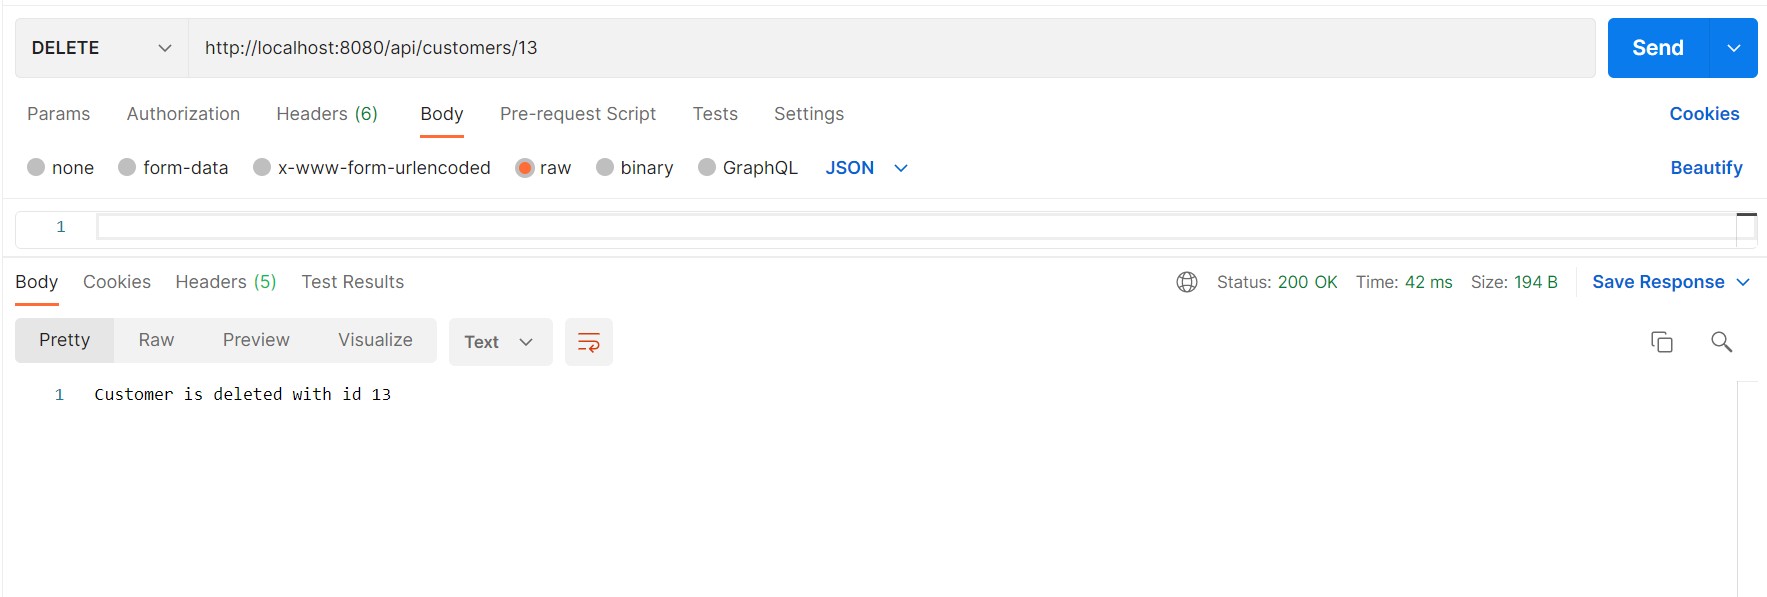 DELETE http://localhost:8080/api/customers/13 Send
Params Authorization Headers (6) Body Pre-request Script Tests Settings Cookies
none form-data x-www-form-urlencoded raw binary GraphQL JSON Beautify
1
Body Cookies Headers (5) Test Results Status: 200 OK Time: 42 ms Size: 194 B Save Response
Pretty Raw Preview Visualize Text
1 Customer is deleted with id 13